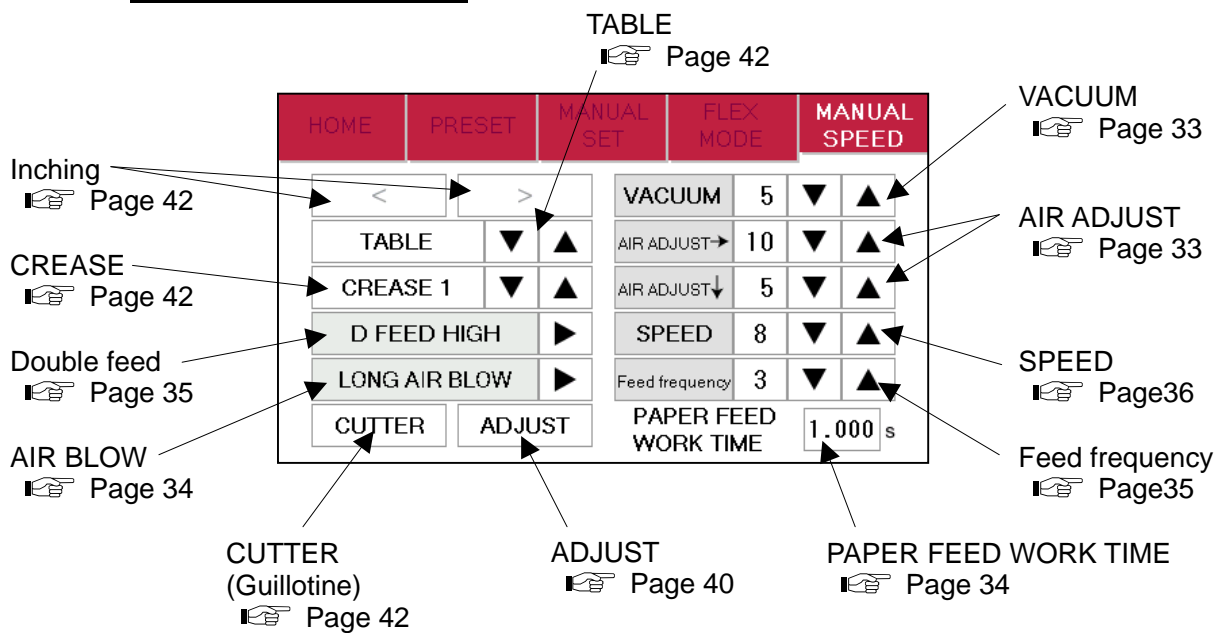 TABLE
Page 42
VACUUM
Page 33
HOME
PRESET
MANUAL
SET
FLEX
MODE
MANUAL
SPEED
Inching
Page 42
< >
VACUUM 5 ▼ ▲
AIR ADJUST
Page 33
TABLE ▼ ▲
AIR ADJUST→ 10 ▼ ▲
CREASE
Page 42
CREASE 1 ▼ ▲
AIR ADJUST↓ 5 ▼ ▲
D FEED HIGH ▶
SPEED 8 ▼ ▲
Double feed
Page 35
SPEED
Page36
LONG AIR BLOW ▶
Feed frequency 3 ▼ ▲
CUTTER
ADJUST
PAPER FEED
WORK TIME
1.000 s
AIR BLOW
Page 34
Feed frequency
Page35
CUTTER
(Guillotine)
Page 42
ADJUST
Page 40
PAPER FEED WORK TIME
Page 34